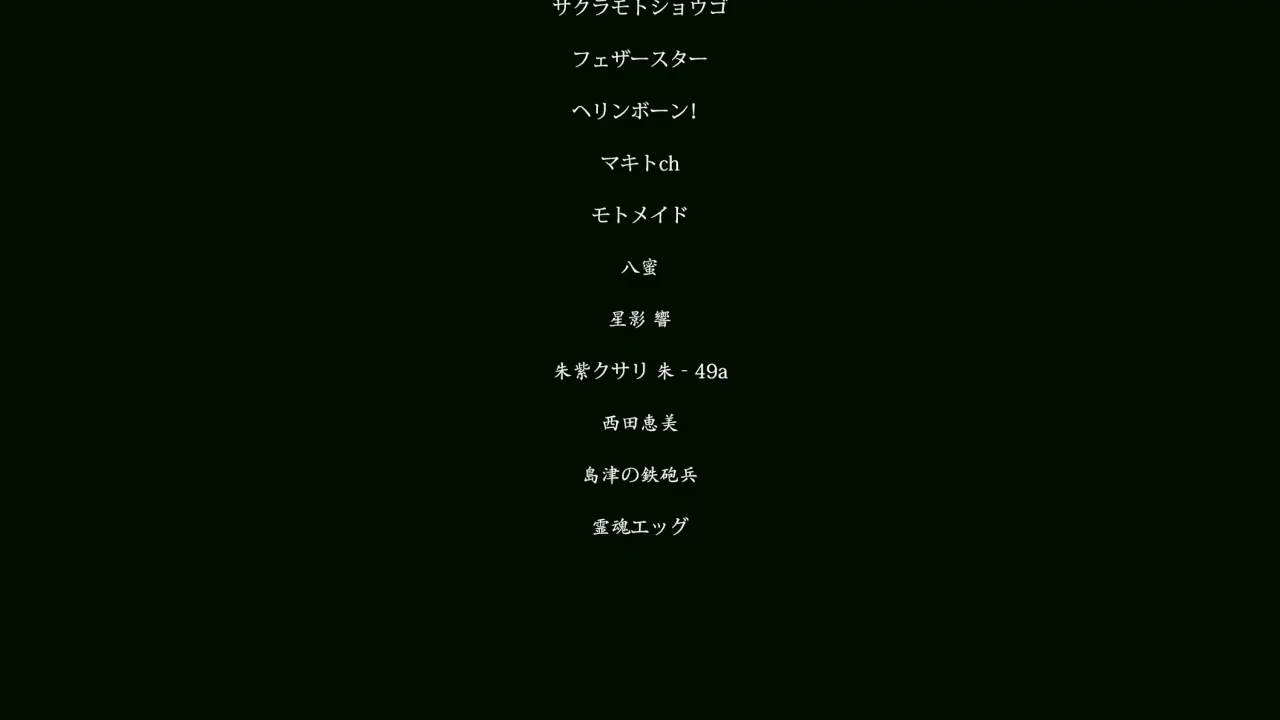 サクラモトショウゴ
フェザースター
ヘリンボーン！
マキトch
モトメイド
八蜜
星影 響
朱紫クサリ 朱‐49a
西田恵美
島津の鉄砲兵
霊魂エッグ